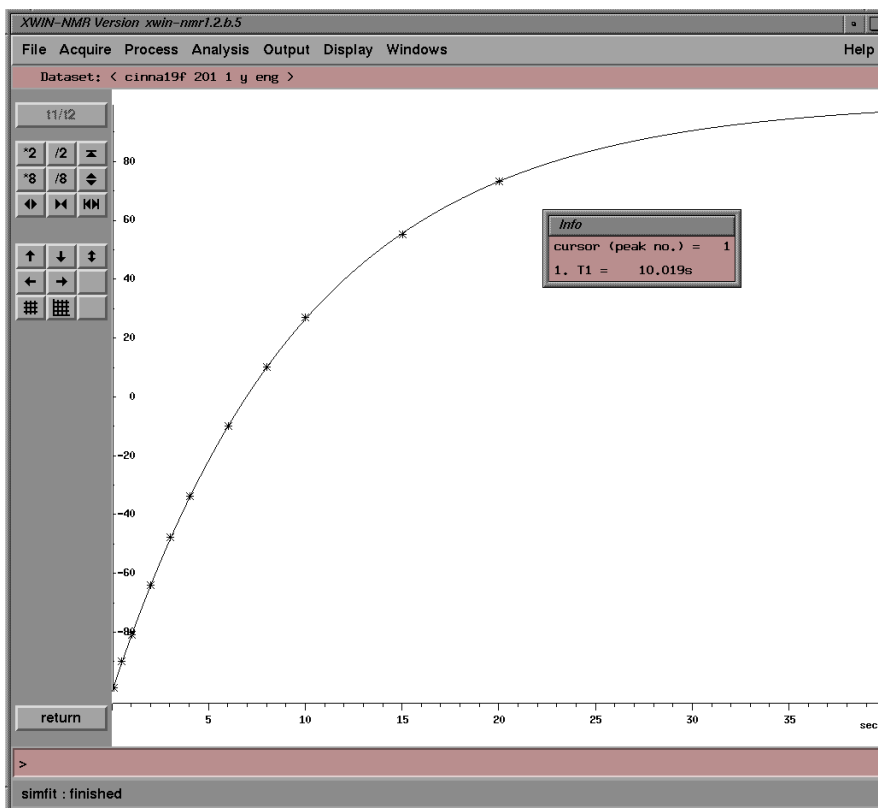 XWIN-NMR Version xwin-nmr1.2.b.5
File Acquire Process Analysis Output Display Windows Help
Dataset: < cinna19f 201 1 y eng >
t1/t2
*2 /2
*8 /8
80
60
40
20
0
-20
-40
-60
-80
Info
cursor (peak no.) = 1
1. T1 = 10.019s
return
5 10 15 20 25 30 35 sec
>
simfit : finished